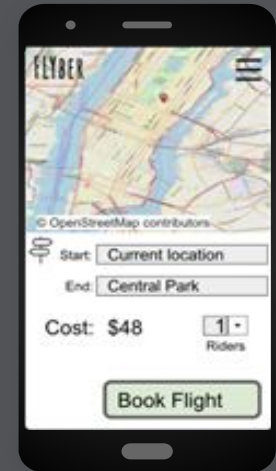 FLYBER
© OpenStreetMap contributors
Start: Current location
End: Central Park
Cost: $48 1
Riders
Book Flight